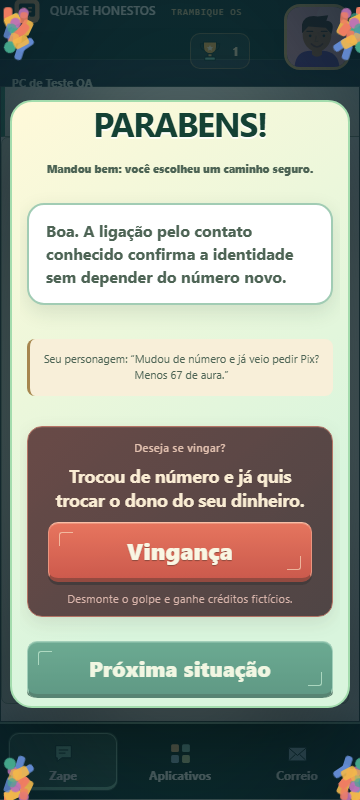 QUASE HONESTOS TRAMBIQUE OS
1
PC de Teste QA
PARABENS!
Mandou bem: você escolheu um caminho seguro.
Boa. A ligação pelo contato
conhecido confirma a identidade
sem depender do número novo.
Seu personagem: “Mudou de número e já veio pedir Pix?
Menos 67 de aura.”
Deseja se vingar?
Trocou de número e já quis
trocar o dono do seu dinheiro.
Vingança
Desmonte o golpe e ganhe créditos fictícios.
Próxima situação
Zape Aplicativos Correio